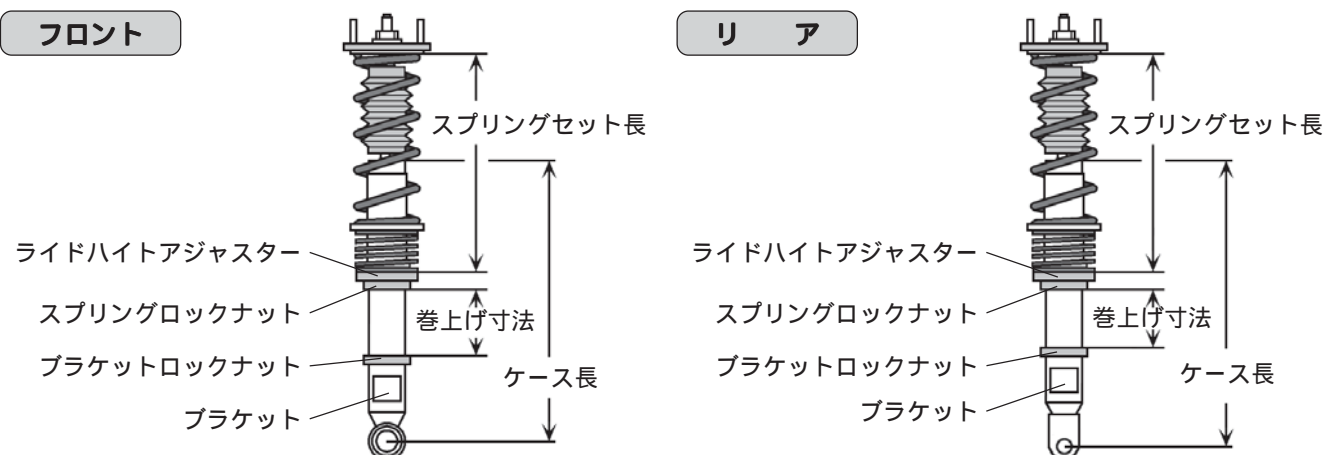 フロント
スプリングセット長
ライドハイトアジャスター
スプリングロックナット
巻上げ寸法
ブラケットロックナット
ケース長
ブラケット
リ ア
スプリングセット長
ライドハイトアジャスター
スプリングロックナット
巻上げ寸法
ブラケットロックナット
ケース長
ブラケット